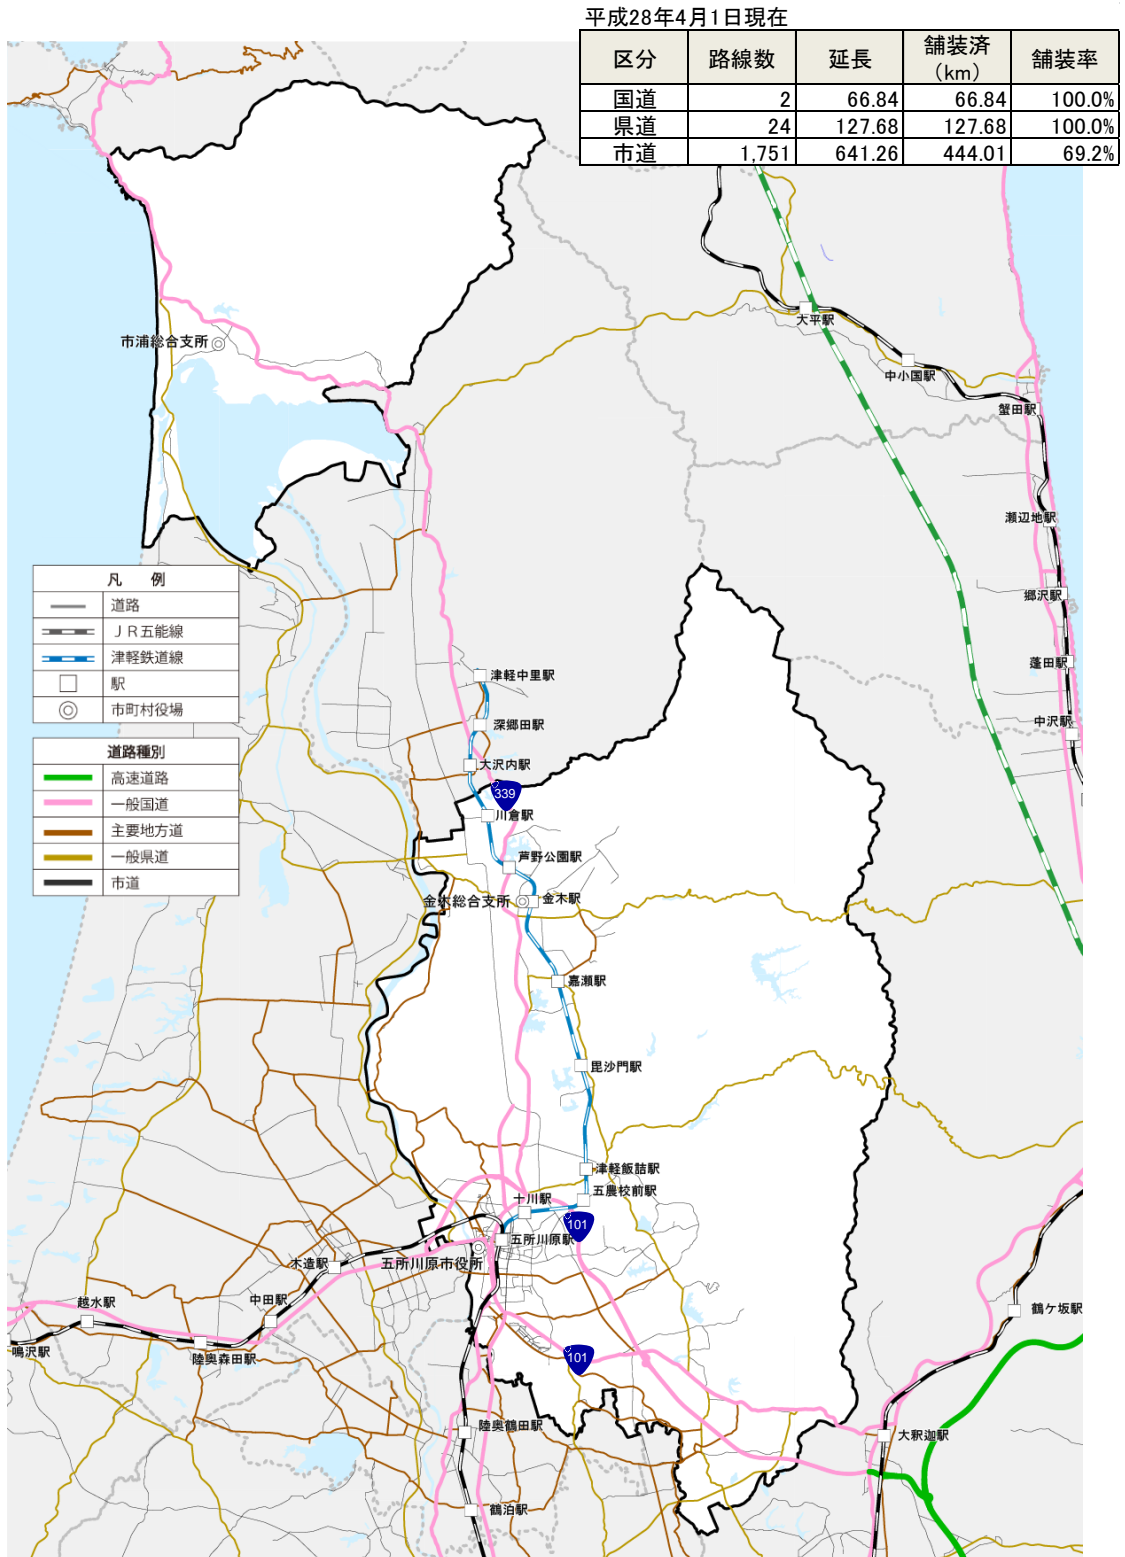 平成28年4月1日現在
区分 路線数 延長 舗装済（km） 舗装率
国道 2 66.84 66.84 100.0%
県道 24 127.68 127.68 100.0%
市道 1,751 641.26 444.01 69.2%
大平駅
市浦総合支所
中小国駅
蟹田駅
瀬辺地駅
凡 例
道路
ＪＲ五能線
津軽鉄道線
駅
市町村役場
道路種別
高速道路
一般国道
主要地方道
一般県道
市道
郷沢駅
蓬田駅
津軽中里駅
中沢駅
深郷田駅
大沢内駅
339
川倉駅
芦野公園駅
金木総合支所
金木駅
嘉瀬駅
毘沙門駅
津軽飯詰駅
五農校前駅
十川駅
101
五所川原駅
五所川原市役所
木造駅
中田駅
越水駅
鶴ケ坂駅
鳴沢駅
陸奥森田駅
101
陸奥鶴田駅
大釈迦駅
鶴泊駅